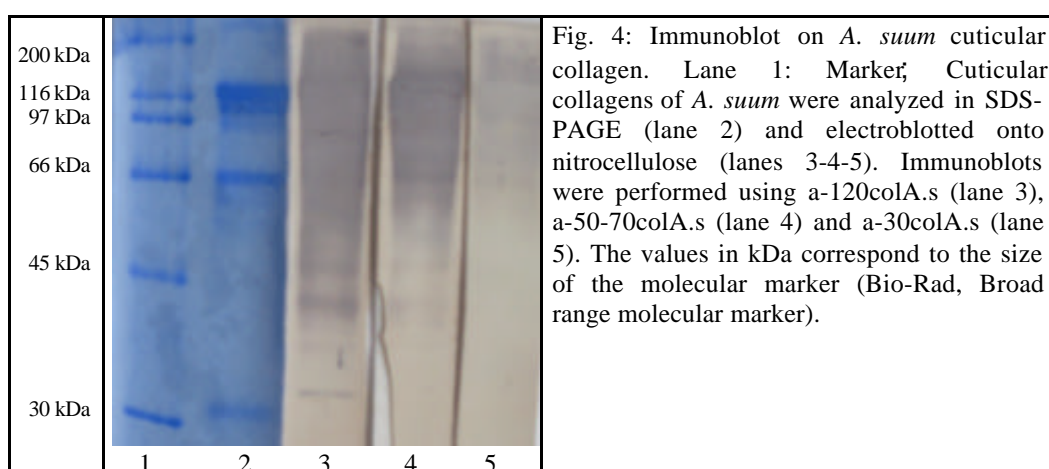 200 kDa
116 kDa
97 kDa
66 kDa
45 kDa
30 kDa
1 2 3 4 5
Fig. 4: Immunoblot on A. suum cuticular
collagen. Lane 1: Marker; Cuticular
collagens of A. suum were analyzed in SDS-
PAGE (lane 2) and electroblotted onto
nitrocellulose (lanes 3-4-5). Immunoblots
were performed using a-120colA.s (lane 3),
a-50-70colA.s (lane 4) and a-30colA.s (lane
5). The values in kDa correspond to the size
of the molecular marker (Bio-Rad, Broad
range molecular marker).